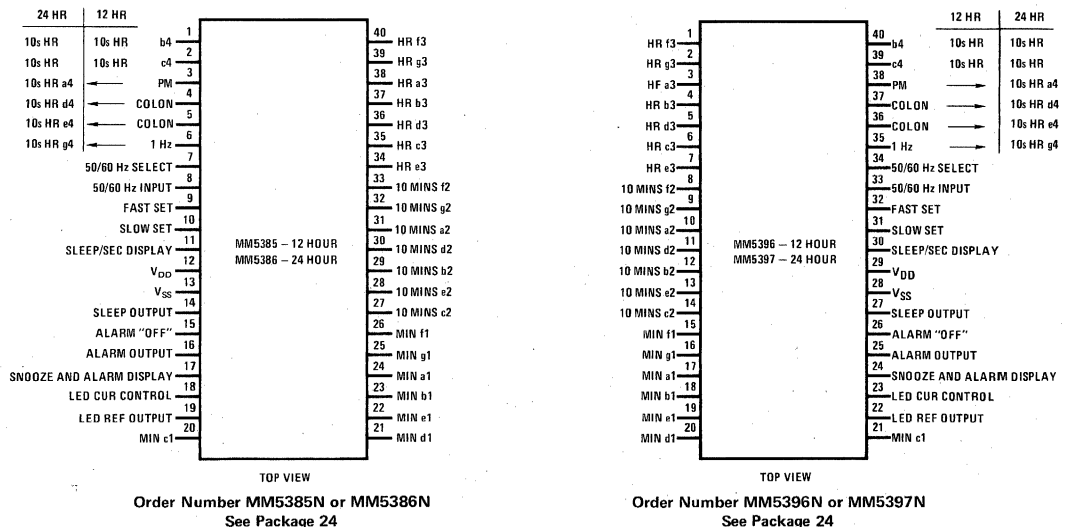 24 HR 12 HR
10s HR 10s HR b4 1
10s HR 10s HR c4 2
10s HR a4 PM 3
10s HR d4 COLON 4
10s HR e4 COLON 5
10s HR g4 1 Hz 6
50/60 Hz SELECT 7
50/60 Hz INPUT 8
FAST SET 9
SLOW SET 10
SLEEP/SEC DISPLAY 11
VDD 12
VSS 13
SLEEP OUTPUT 14
ALARM "OFF" 15
ALARM OUTPUT 16
SNOOZE AND ALARM DISPLAY 17
LED CUR CONTROL 18
LED REF OUTPUT 19
MIN c1 20
MM5385 – 12 HOUR
MM5386 – 24 HOUR
40 HR f3
39 HR g3
38 HR a3
37 HR b3
36 HR d3
35 HR c3
34 HR e3
33 10 MINS f2
32 10 MINS g2
31 10 MINS a2
30 10 MINS d2
29 10 MINS b2
28 10 MINS e2
27 10 MINS c2
26 MIN f1
25 MIN g1
24 MIN a1
23 MIN b1
22 MIN e1
21 MIN d1
TOP VIEW
Order Number MM5385N or MM5386N
See Package 24
HR f3 1
HR g3 2
HF a3 3
HR b3 4
HR d3 5
HR c3 6
HR e3 7
10 MINS f2 8
10 MINS g2 9
10 MINS a2 10
10 MINS d2 11
10 MINS b2 12
10 MINS e2 13
10 MINS c2 14
MIN f1 15
MIN g1 16
MIN a1 17
MIN b1 18
MIN e1 19
MIN d1 20
MM5396 – 12 HOUR
MM5397 – 24 HOUR
12 HR 24 HR
40 b4 10s HR 10s HR
39 c4 10s HR 10s HR
38 PM 10s HR a4
37 COLON 10s HR d4
36 COLON 10s HR e4
35 1 Hz 10s HR g4
34 50/60 Hz SELECT
33 50/60 Hz INPUT
32 FAST SET
31 SLOW SET
30 SLEEP/SEC DISPLAY
29 VDD
28 VSS
27 SLEEP OUTPUT
26 ALARM "OFF"
25 ALARM OUTPUT
24 SNOOZE AND ALARM DISPLAY
23 LED CUR CONTROL
22 LED REF OUTPUT
21 MIN c1
TOP VIEW
Order Number MM5396N or MM5397N
See Package 24